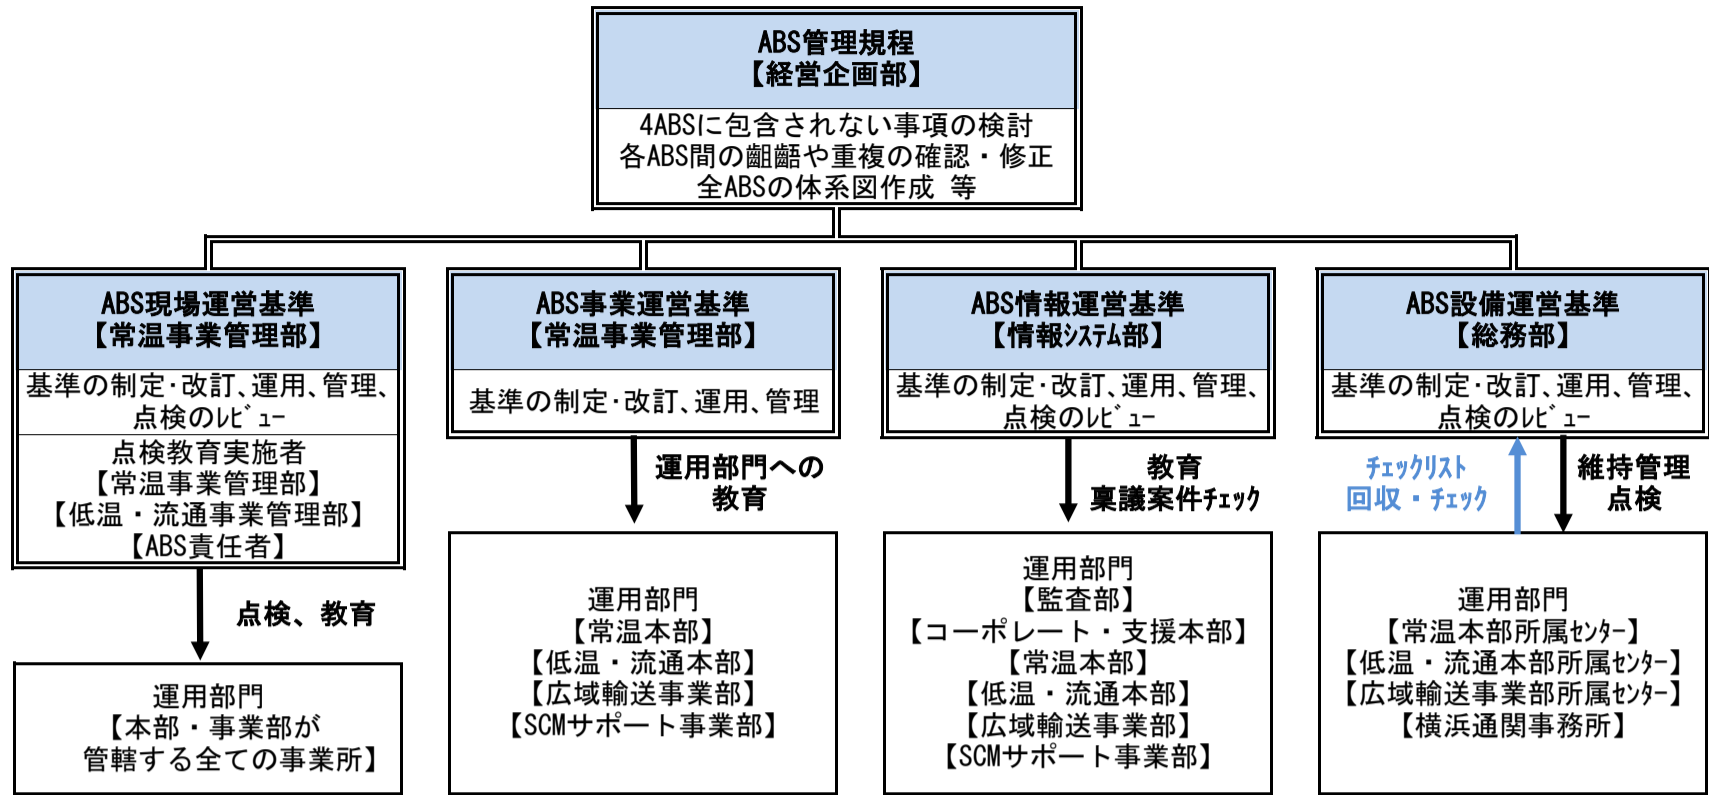 ABS管理規程
【経営企画部】
4ABSに包含されない事項の検討
各ABS間の齟齬や重複の確認・修正
全ABSの体系図作成 等
ABS現場運営基準
【常温事業管理部】
基準の制定･改訂､運用､管理､
点検のﾚﾋﾞｭｰ
点検教育実施者
【常温事業管理部】
【低温・流通事業管理部】
【ABS責任者】
点検、教育
運用部門
【本部・事業部が
管轄する全ての事業所】
ABS事業運営基準
【常温事業管理部】
基準の制定･改訂､運用､管理
運用部門への
教育
運用部門
【常温本部】
【低温・流通本部】
【広域輸送事業部】
【SCMサポート事業部】
ABS情報運営基準
【情報ｼｽﾃﾑ部】
基準の制定･改訂､運用､管理､
点検のﾚﾋﾞｭｰ
教育
稟議案件ﾁｪｯｸ
運用部門
【監査部】
【コーポレート・支援本部】
【常温本部】
【低温・流通本部】
【広域輸送事業部】
【SCMサポート事業部】
ABS設備運営基準
【総務部】
基準の制定･改訂､運用､管理､
点検のﾚﾋﾞｭｰ
ﾁｪｯｸﾘｽﾄ
回収・ﾁｪｯｸ
維持管理
点検
運用部門
【常温本部所属ｾﾝﾀｰ】
【低温・流通本部所属ｾﾝﾀｰ】
【広域輸送事業部所属ｾﾝﾀｰ】
【横浜通関事務所】